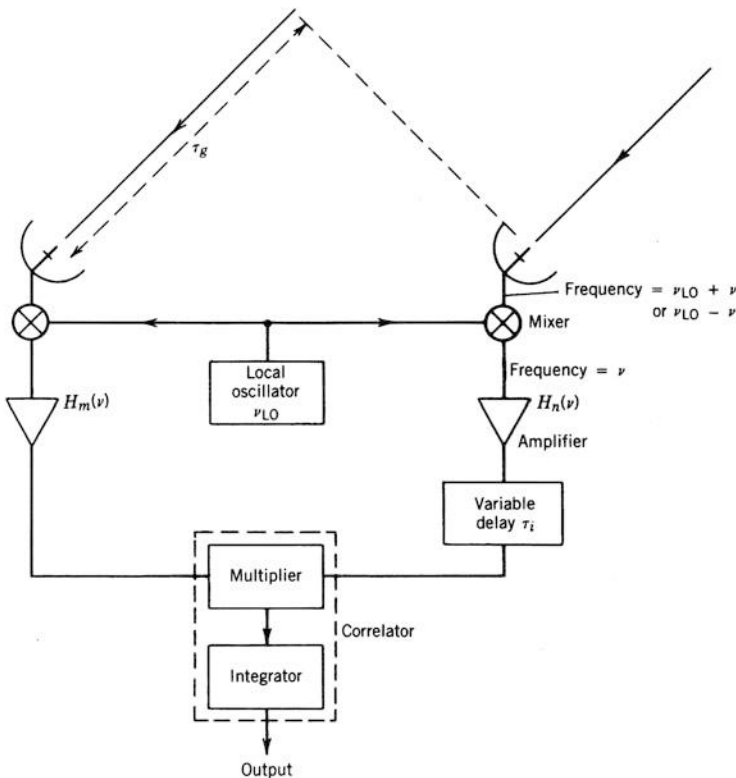 τg
Frequency = νLO + ν
or νLO − ν
Mixer
Local
oscillator
νLO
Frequency = ν
Hm(ν)
Hn(ν)
Amplifier
Variable
delay τi
Multiplier
Correlator
Integrator
Output